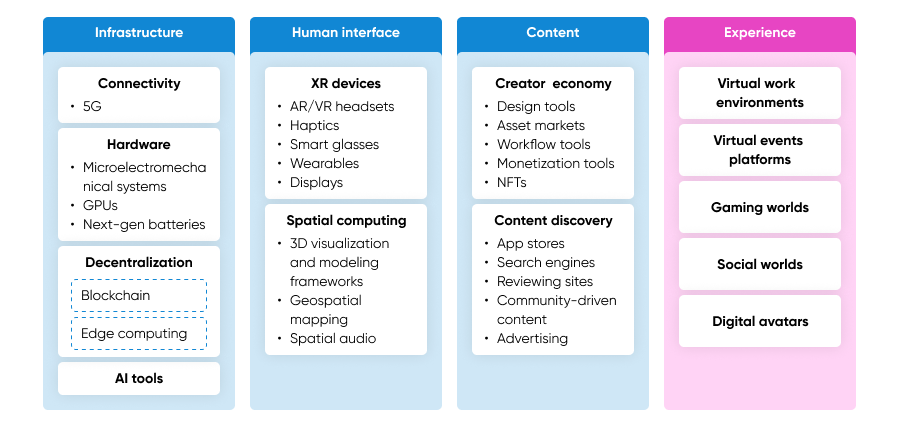 Infrastructure
Connectivity
• 5G
Hardware
• Microelectromecha
nical systems
• GPUs
• Next-gen batteries
Decentralization
Blockchain
Edge computing
AI tools
Human interface
XR devices
• AR/VR headsets
• Haptics
• Smart glasses
• Wearables
• Displays
Spatial computing
• 3D visualization
and modeling
frameworks
• Geospatial
mapping
• Spatial audio
Content
Creator economy
• Design tools
• Asset markets
• Workflow tools
• Monetization tools
• NFTs
Content discovery
• App stores
• Search engines
• Reviewing sites
• Community-driven
content
• Advertising
Experience
Virtual work
environments
Virtual events
platforms
Gaming worlds
Social worlds
Digital avatars